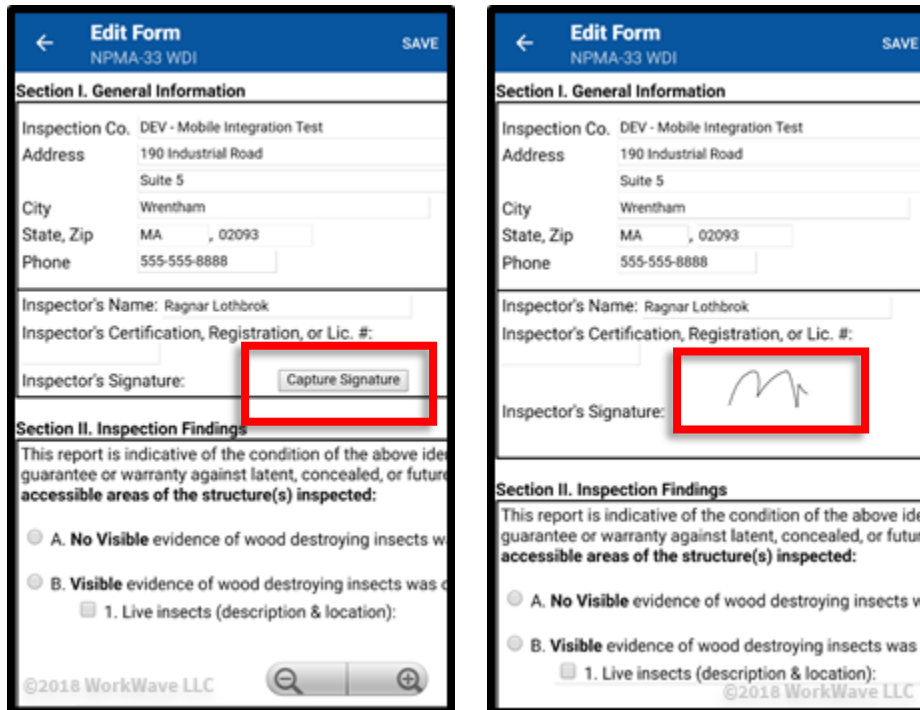 Edit Form
SAVE
NPMA-33 WDI
Section I. General Information
Inspection Co. DEV - Mobile Integration Test
Address 190 Industrial Road
Suite 5
City Wrentham
State, Zip MA , 02093
Phone 555-555-8888
Inspector's Name: Ragnar Lothbrok
Inspector's Certification, Registration, or Lic. #:
Inspector's Signature: Capture Signature
Section II. Inspection Findings
This report is indicative of the condition of the above
guarantee or warranty against latent, concealed, or future
accessible areas of the structure(s) inspected:
A. No Visible evidence of wood destroying insects
B. Visible evidence of wood destroying insects was
1. Live insects (description & location):
©2018 WorkWave LLC
Edit Form
SAVE
NPMA-33 WDI
Section I. General Information
Inspection Co. DEV - Mobile Integration Test
Address 190 Industrial Road
Suite 5
City Wrentham
State, Zip MA , 02093
Phone 555-555-8888
Inspector's Name: Ragnar Lothbrok
Inspector's Certification, Registration, or Lic. #:
Inspector's Signature:
Section II. Inspection Findings
This report is indicative of the condition of the above
guarantee or warranty against latent, concealed, or
accessible areas of the structure(s) inspected:
A. No Visible evidence of wood destroying insects
B. Visible evidence of wood destroying insects was
1. Live insects (description & location):
©2018 WorkWave LLC